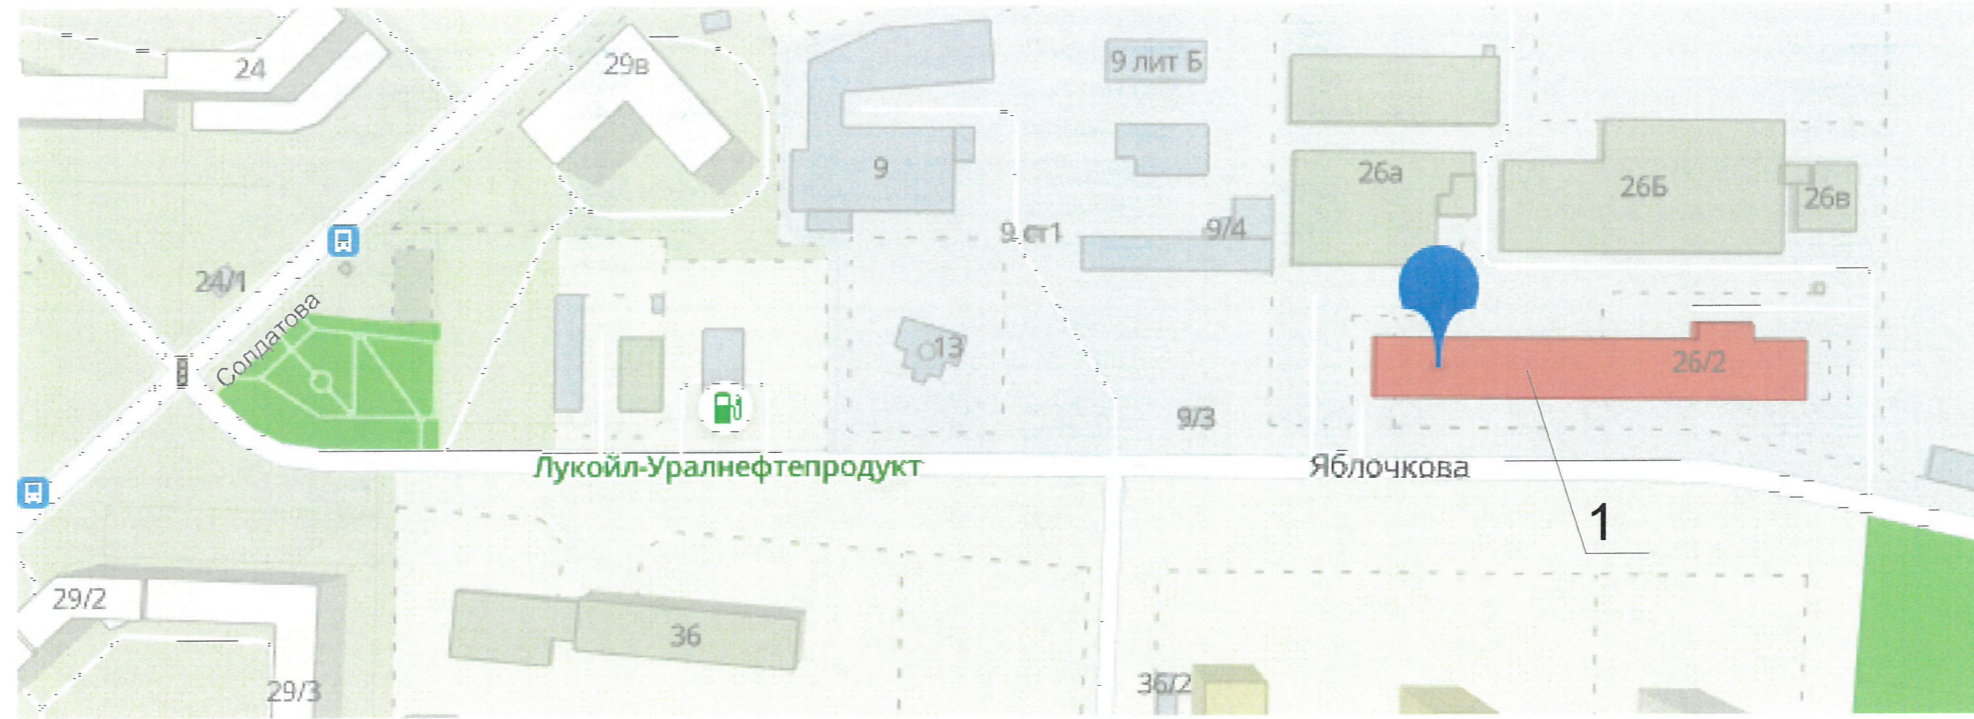 24
29в
9 лит Б
9
26а
26Б
26в
9 ст1
9/4
24/1
Солдатова
13
26/2
9/3
Лукойл-Уралнефтепродукт
Яблочкова
1
29/2
36
29/3
36/2